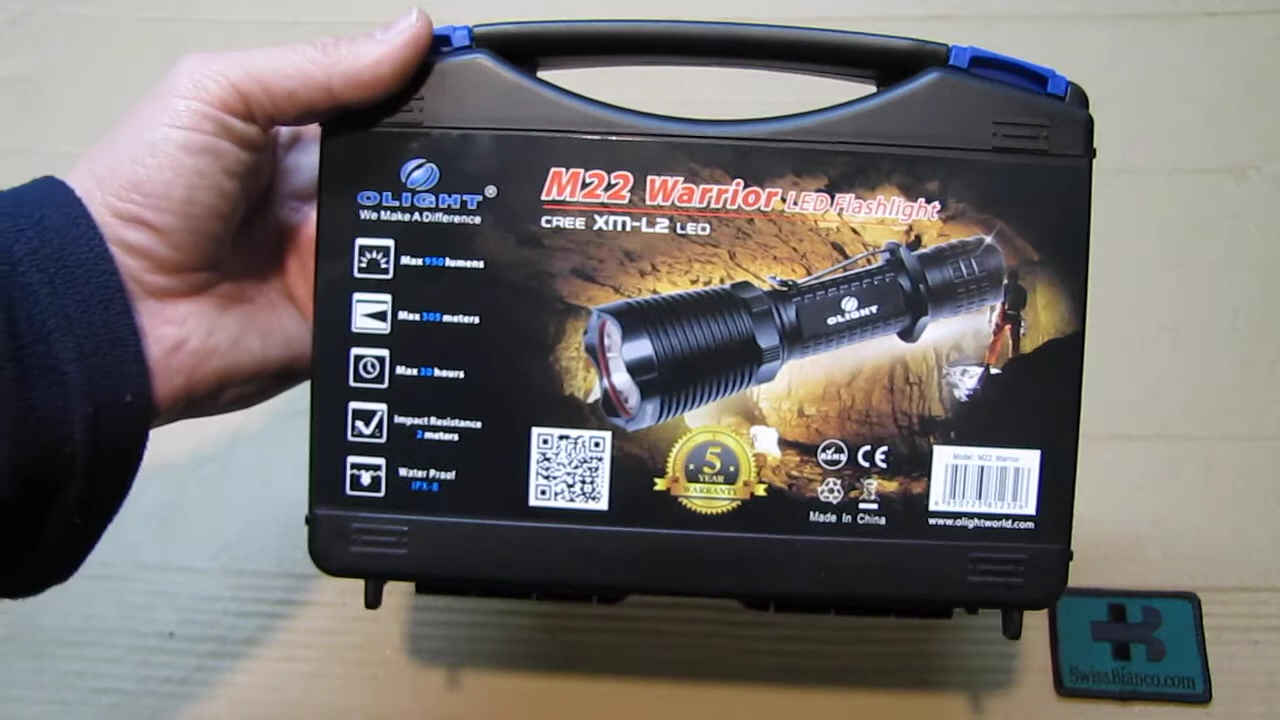 OLIGHT®
We Make A Difference
M22 Warrior LED Flashlight
CREE XM-L2 LED
Max 950 lumens
Max 305 meters
Max 30 hours
Impact Resistance
2 meters
Water Proof
IPX-8
OLIGHT
5
YEAR
WARRANTY
RoHS
CE
Made In China
Model: M22 Warrior
www.olightworld.com
SwissBianco.com